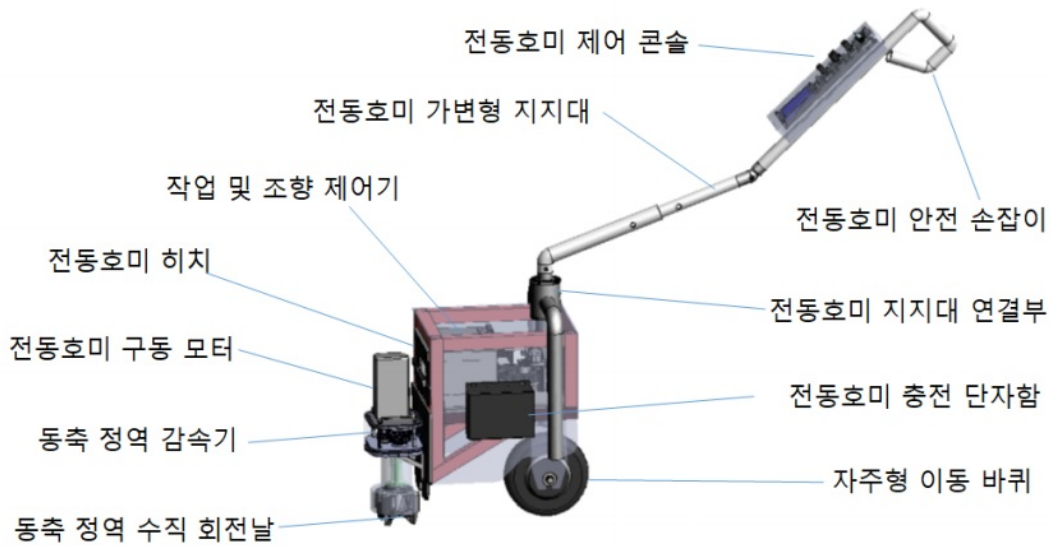 전동호미 제어 콘솔
전동호미 가변형 지지대
작업 및 조향 제어기
전동호미 안전 손잡이
전동호미 히치
전동호미 지지대 연결부
전동호미 구동 모터
전동호미 충전 단자함
동축 정역 감속기
자주형 이동 바퀴
동축 정역 수직 회전날